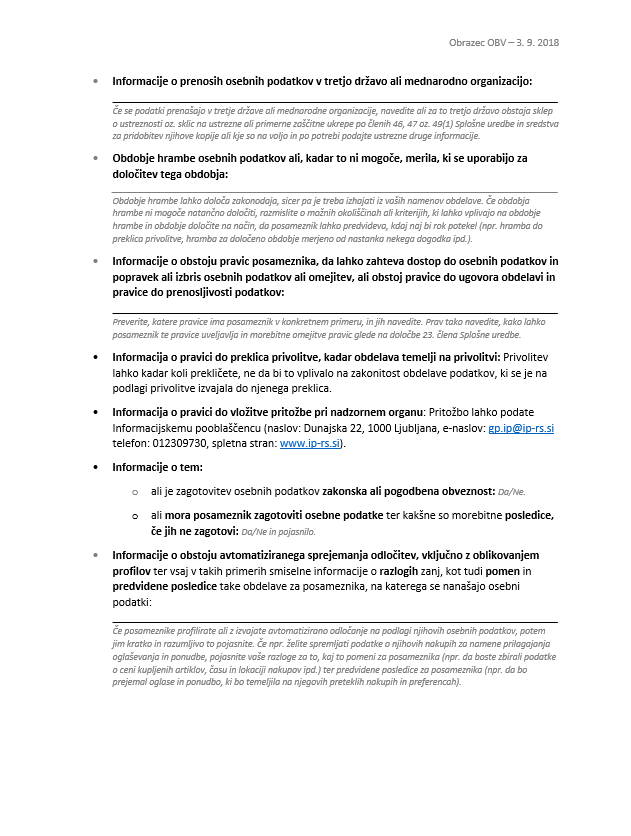 Obrazec OBV – 3. 9. 2018
• Informacije o prenosih osebnih podatkov v tretjo državo ali mednarodno organizacijo:
Če se podatki prenašajo v tretje države ali mednarodne organizacije, navedite ali za to tretjo državo obstaja sklep
o ustreznosti oz. sklic na ustrezne ali primerne zaščitne ukrepe po členih 46, 47 oz. 49(1) Splošne uredbe in sredstva
za pridobitev njihove kopije ali kje so na voljo in po potrebi podajte ustrezne druge informacije.
• Obdobje hrambe osebnih podatkov ali, kadar to ni mogoče, merila, ki se uporabijo za
določitev tega obdobja:
Obdobje hrambe lahko določa zakonodaja, sicer pa je treba izhajati iz vaših namenov obdelave. Če obdobja
hrambe ni mogoče natančno določiti, razmislite o možnih okoliščinah ali kriterijih, ki lahko vplivajo na obdobje
hrambe in obdobje določite na način, da posameznik lahko predvideva, kdaj naj bi rok potekel (npr. hramba do
preklica privolitve, hramba za določeno obdobje merjeno od nastanka nekega dogodka ipd.).
• Informacije o obstoju pravic posameznika, da lahko zahteva dostop do osebnih podatkov in
popravek ali izbris osebnih podatkov ali omejitev, ali obstoj pravice do ugovora obdelavi in
pravice do prenosljivosti podatkov:
Preverite, katere pravice ima posameznik v konkretnem primeru, in jih navedite. Prav tako navedite, kako lahko
posameznik te pravice uveljavlja in morebitne omejitve pravic glede na določbe 23. člena Splošne uredbe.
• Informacija o pravici do preklica privolitve, kadar obdelava temelji na privolitvi: Privolitev
lahko kadar koli prekličete, ne da bi to vplivalo na zakonitost obdelave podatkov, ki se je na
podlagi privolitve izvajala do njenega preklica.
• Informacija o pravici do vložitve pritožbe pri nadzornem organu: Pritožbo lahko podate
Informacijskemu pooblaščencu (naslov: Dunajska 22, 1000 Ljubljana, e-naslov: gp.ip@ip-rs.si
telefon: 012309730, spletna stran: www.ip-rs.si).
• Informacije o tem:
o ali je zagotovitev osebnih podatkov zakonska ali pogodbena obveznost: Da/Ne.
o ali mora posameznik zagotoviti osebne podatke ter kakšne so morebitne posledice,
če jih ne zagotovi: Da/Ne in pojasnilo.
• Informacije o obstoju avtomatiziranega sprejemanja odločitev, vključno z oblikovanjem
profilov ter vsaj v takih primerih smiselne informacije o razlogih zanj, kot tudi pomen in
predvidene posledice take obdelave za posameznika, na katerega se nanašajo osebni
podatki:
Če posameznike profilirate ali z izvajate avtomatizirano odločanje na podlagi njihovih osebnih podatkov, potem
jim kratko in razumljivo to pojasnite. Če npr. želite spremljati podatke o njihovih nakupih za namene prilagajanja
oglaševanja in ponudbe, pojasnite vaše razloge za to, kaj to pomeni za posameznika (npr. da boste zbirali podatke
o ceni kupljenih artiklov, času in lokaciji nakupov ipd.) ter predvidene posledice za posameznika (npr. da bo
prejemal oglase in ponudbo, ki bo temeljila na njegovih preteklih nakupih in preferencah).